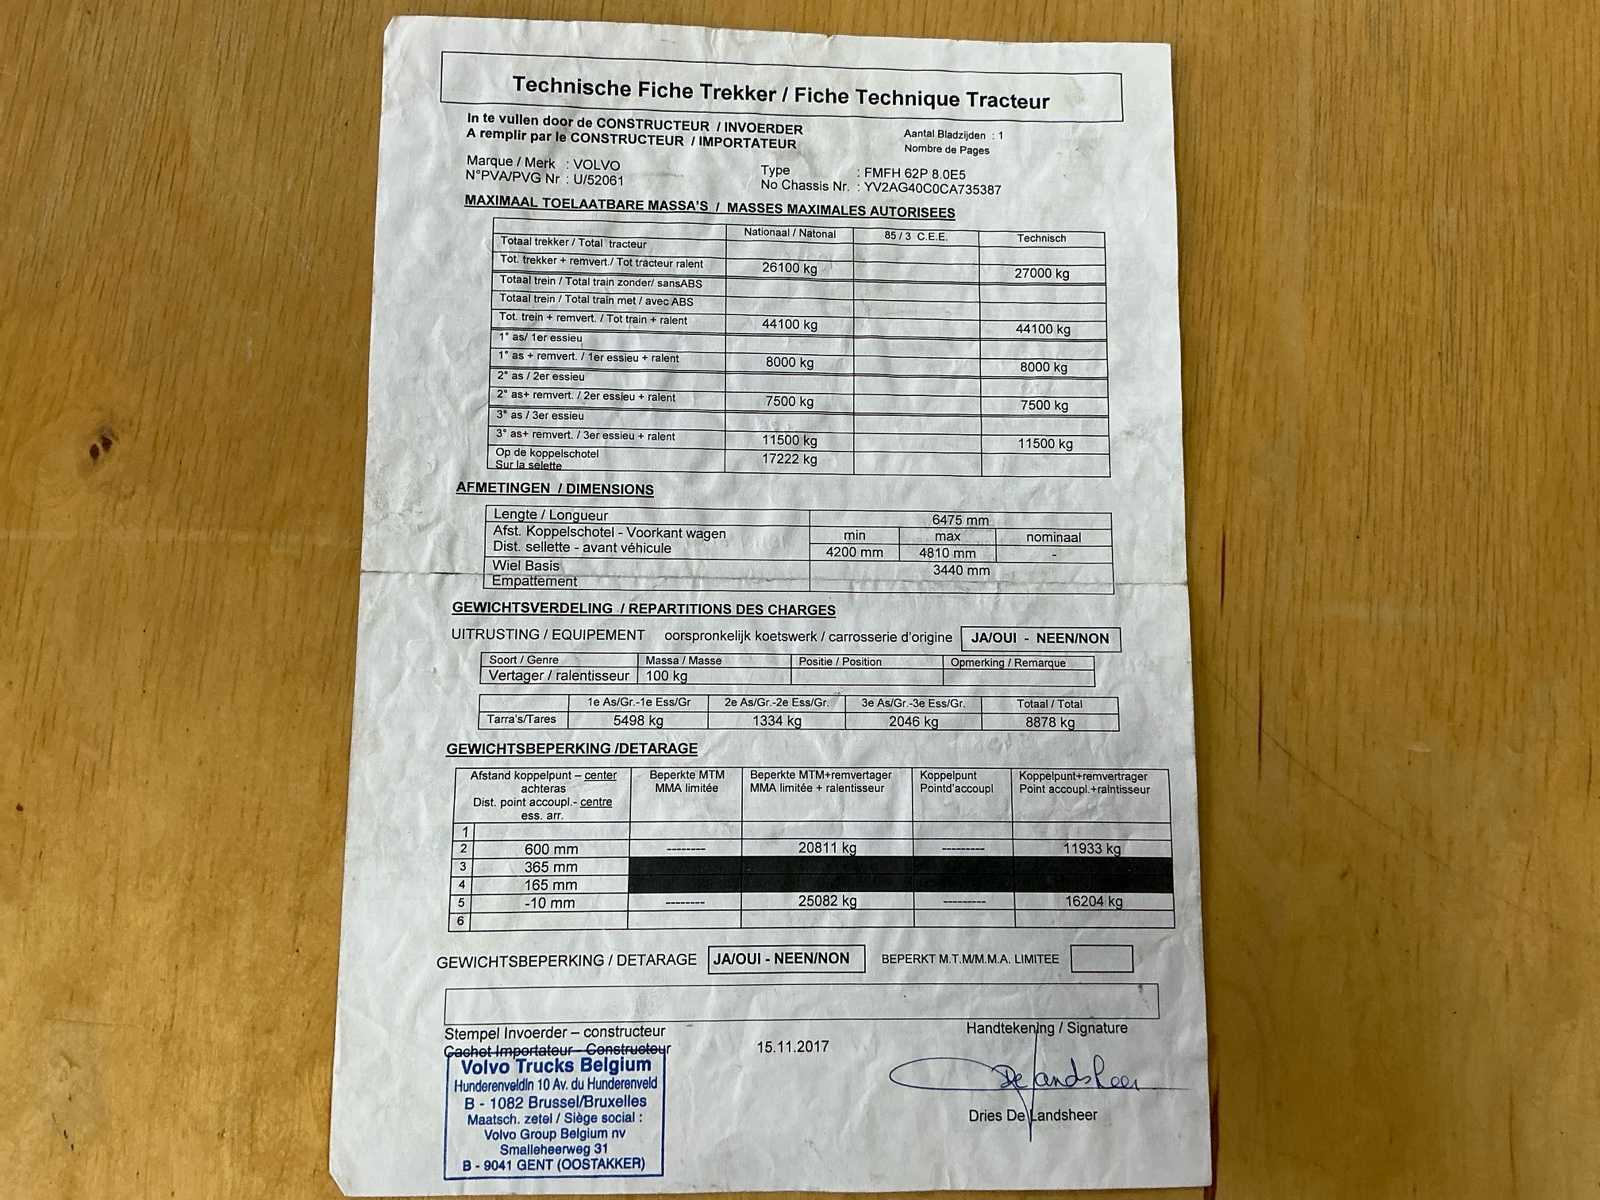 Technische Fiche Trekker / Fiche Technique Tracteur
In te vullen door de CONSTRUCTEUR / INVOERDER
A remplir par le CONSTRUCTEUR / IMPORTATEUR
Aantal Bladzijden : 1
Nombre de Pages
Marque / Merk : VOLVO
N°PVA/PVG Nr : U/52061
Type : FMFH 62P 8.0E5
No Chassis Nr. : YV2AG40C0CA735387
MAXIMAAL TOELAATBARE MASSA'S / MASSES MAXIMALES AUTORISEES
Nationaal / Natonal 85 / 3 C.E.E. Technisch
Totaal trekker / Total tracteur
Tot. trekker + remvert./ Tot tracteur ralent 26100 kg 27000 kg
Totaal trein / Total train zonder/ sansABS
Totaal trein / Total train met / avec ABS
Tot. trein + remvert. / Tot train + ralent 44100 kg 44100 kg
1° as/ 1er essieu
1° as + remvert. / 1er essieu + ralent 8000 kg 8000 kg
2° as / 2er essieu
2° as+ remvert. / 2er essieu + ralent 7500 kg 7500 kg
3° as / 3er essieu
3° as+ remvert. / 3er essieu + ralent 11500 kg 11500 kg
Op de koppelschotel 17222 kg
Sur la selette
AFMETINGEN / DIMENSIONS
Lengte / Longueur 6475 mm
Afst. Koppelschotel - Voorkant wagen min max nominaal
Dist. sellette - avant véhicule 4200 mm 4810 mm -
Wiel Basis 3440 mm
Empattement
GEWICHTSVERDELING / REPARTITIONS DES CHARGES
UITRUSTING / EQUIPEMENT oorspronkelijk koetswerk / carrosserie d'origine JA/OUI - NEEN/NON
Soort / Genre Massa / Masse Positie / Position Opmerking / Remarque
Vertager / ralentisseur 100 kg
1e As/Gr.-1e Ess/Gr 2e As/Gr.-2e Ess/Gr. 3e As/Gr.-3e Ess/Gr. Totaal / Total
Tarra's/Tares 5498 kg 1334 kg 2046 kg 8878 kg
GEWICHTSBEPERKING /DETARAGE
Afstand koppelpunt – center Beperkte MTM Beperkte MTM+remvertager Koppelpunt Koppelpunt+remvertrager
achteras MMA limitée MMA limitée + ralentisseur Pointd'accoupl Point accoupl.+ralntisseur
Dist. point accoupl.- centre
ess. arr.
1
2 600 mm -------- 20811 kg --------- 11933 kg
3 365 mm
4 165 mm
5 -10 mm -------- 25082 kg --------- 16204 kg
6
GEWICHTSBEPERKING / DETARAGE JA/OUI - NEEN/NON BEPERKT M.T.M/M.M.A. LIMITEE
Stempel Invoerder – constructeur
Cachet Importateur - Constructeur
15.11.2017
Handtekening / Signature
Volvo Trucks Belgium
Hunderenveldln 10 Av. du Hunderenveld
B - 1082 Brussel/Bruxelles
Maatsch. zetel / Siège social :
Volvo Group Belgium nv
Smalleheerweg 31
B - 9041 GENT (OOSTAKKER)
De Landsheer
Dries De Landsheer